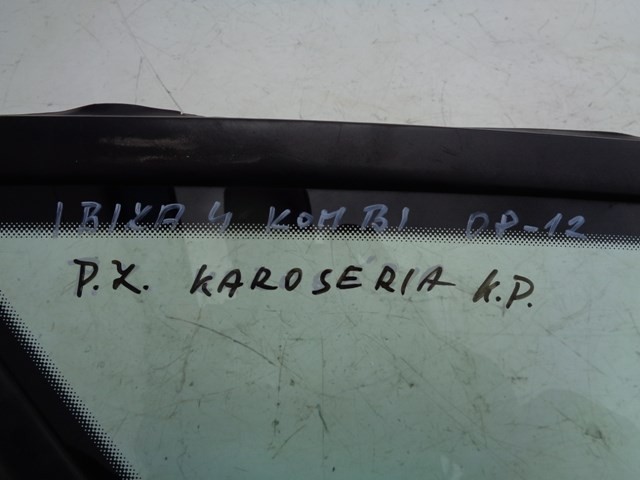 IBIZA 4 KOMBI 08-12
P.Z. KAROSERIA K.P.